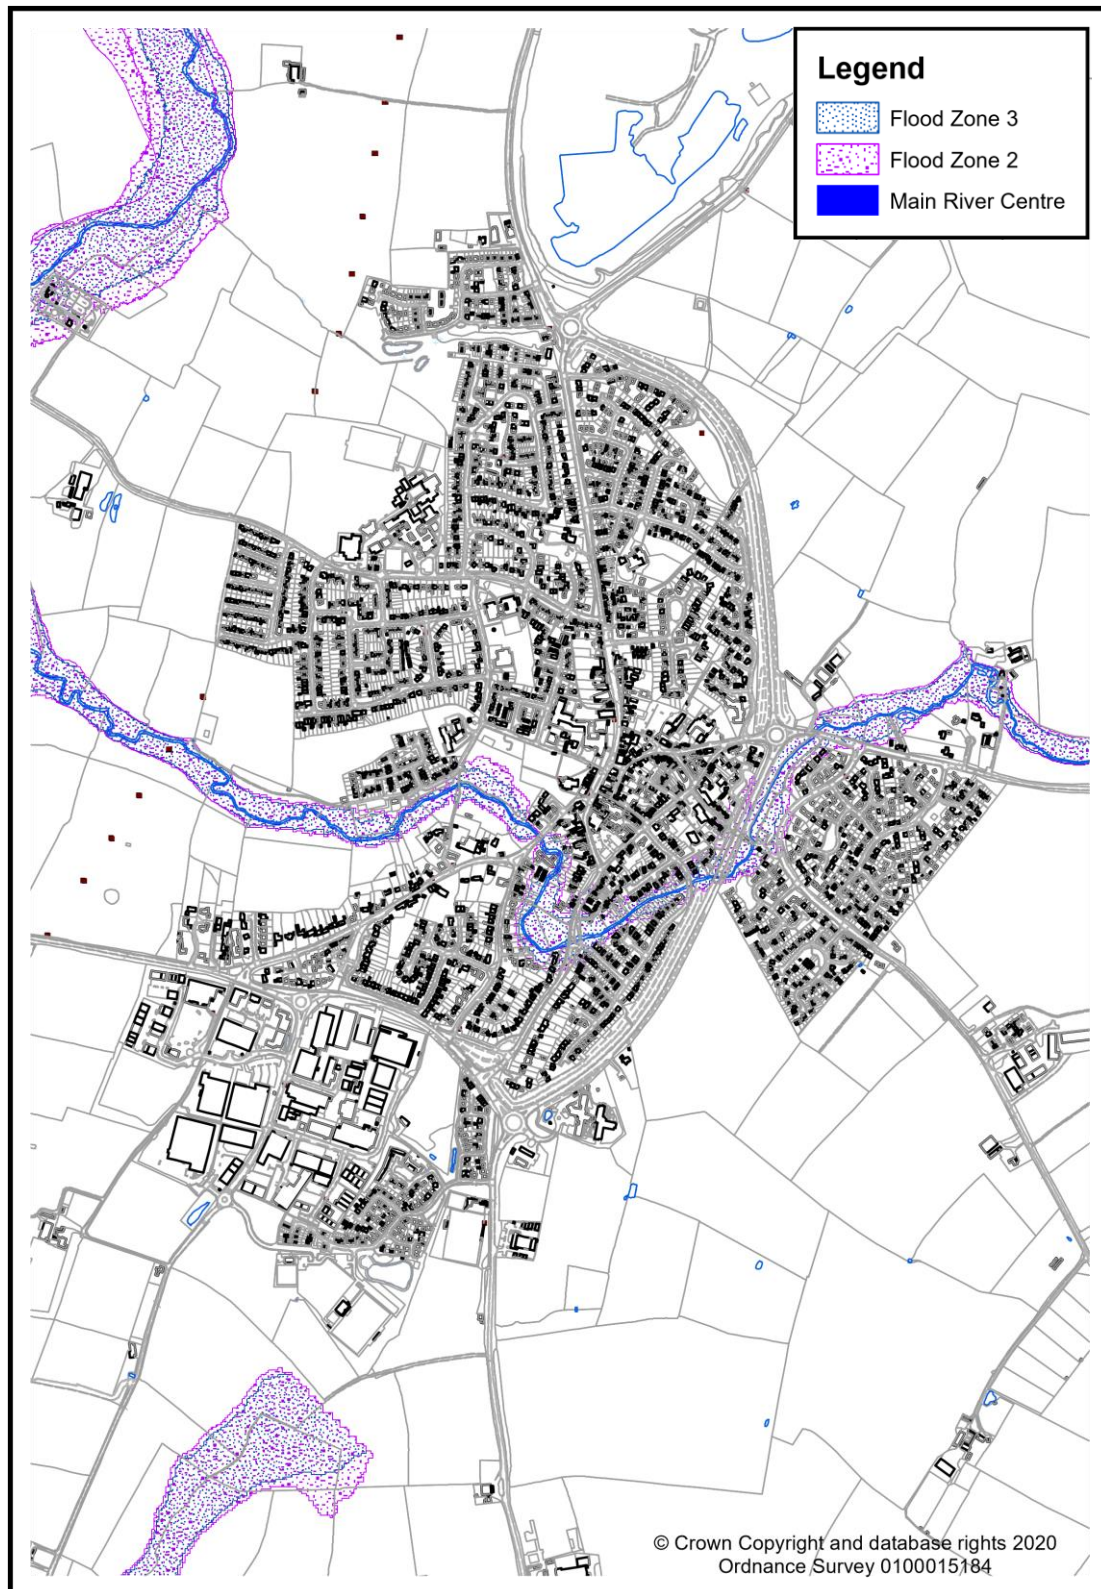 Legend
Flood Zone 3
Flood Zone 2
Main River Centre
© Crown Copyright and database rights 2020
Ordnance Survey 0100015184